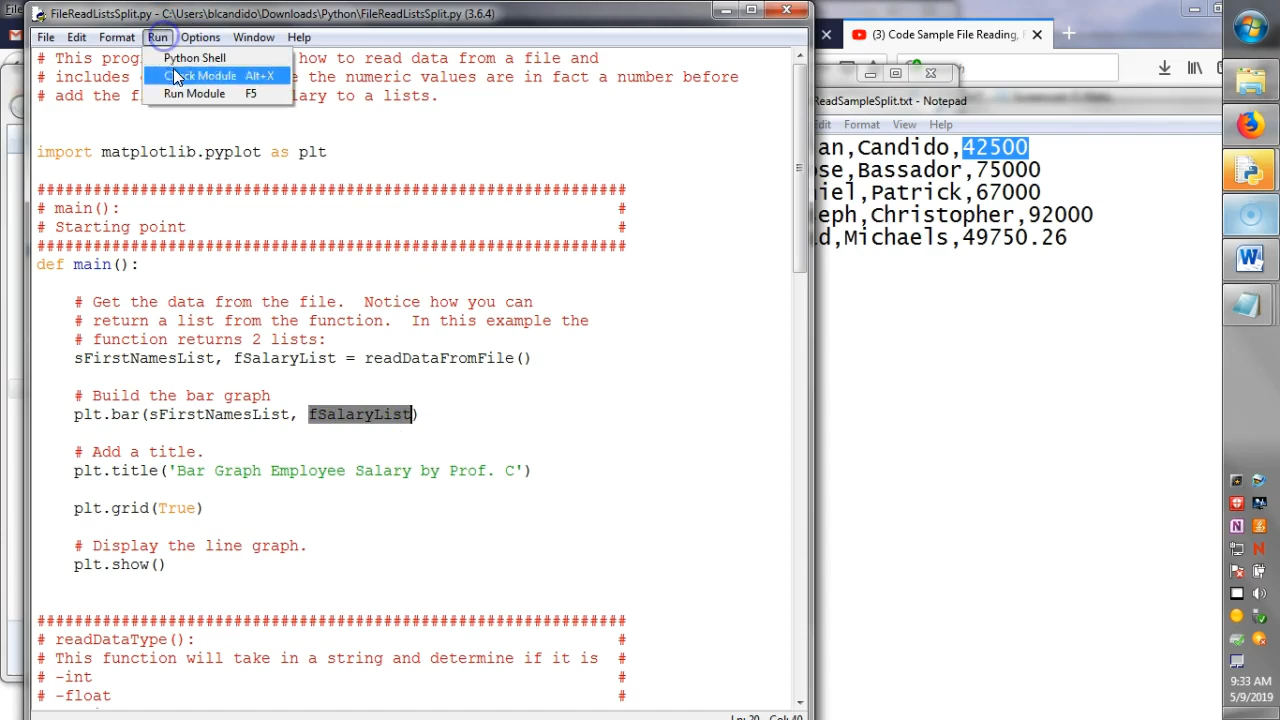 FileReadListsSplit.py - C:\Users\blcandido\Downloads\Python\FileReadListsSplit.py (3.6.4)
File Edit Format Run Options Window Help
Python Shell
Check Module Alt+X
Run Module F5
# This prog how to read data from a file and
# includes the numeric values are in fact a number before
# add the f lary to a lists.
import matplotlib.pyplot as plt
###############################################################
# main(): #
# Starting point #
###############################################################
def main():
# Get the data from the file. Notice how you can
# return a list from the function. In this example the
# function returns 2 lists:
sFirstNamesList, fSalaryList = readDataFromFile()
# Build the bar graph
plt.bar(sFirstNamesList, fSalaryList)
# Add a title.
plt.title('Bar Graph Employee Salary by Prof. C')
plt.grid(True)
# Display the line graph.
plt.show()
###############################################################
# readDataType(): #
# This function will take in a string and determine if it is #
# -int #
# -float #
Ln: 20 Col: 40
(3) Code Sample File Reading,
ReadSampleSplit.txt - Notepad
dit Format View Help
an,Candido,42500
ose,Bassador,75000
niel,Patrick,67000
seph,Christopher,92000
d,Michaels,49750.26
9:33 AM
5/9/2019